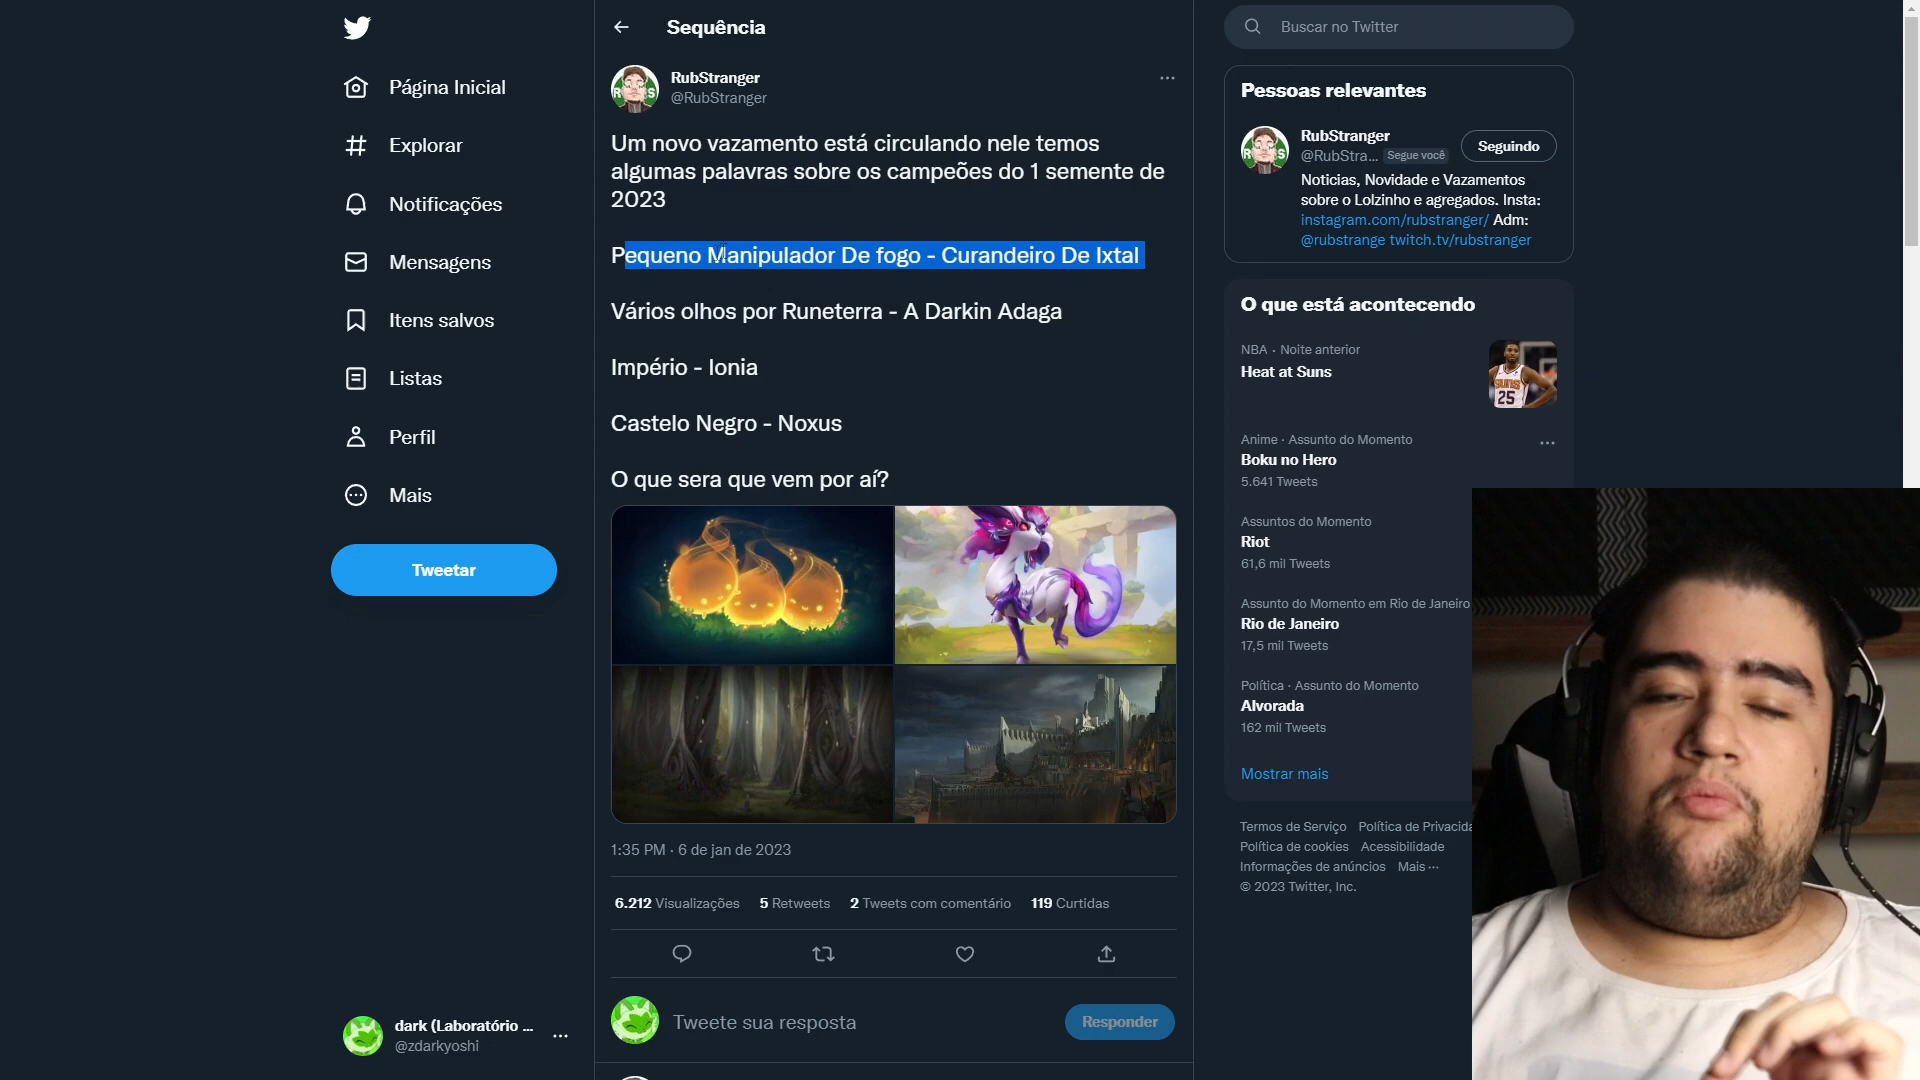 Página Inicial
Explorar
Notificações
Mensagens
Itens salvos
Listas
Perfil
Mais
Tweetar
dark (Laboratório ...
@zdarkyoshi
Sequência
RubStranger
@RubStranger
Um novo vazamento está circulando nele temos
algumas palavras sobre os campeões do 1 semente de
2023
Pequeno Manipulador De fogo - Curandeiro De Ixtal
Vários olhos por Runeterra - A Darkin Adaga
Império - Ionia
Castelo Negro - Noxus
O que sera que vem por aí?
1:35 PM · 6 de jan de 2023
6.212 Visualizações 5 Retweets 2 Tweets com comentário 119 Curtidas
Tweete sua resposta
Responder
Buscar no Twitter
Pessoas relevantes
RubStranger
@RubStra... Segue você
Seguindo
Noticias, Novidade e Vazamentos
sobre o Lolzinho e agregados. Insta:
instagram.com/rubstranger/ Adm:
@rubstrange twitch.tv/rubstranger
O que está acontecendo
NBA · Noite anterior
Heat at Suns
SUNS
25
Anime · Assunto do Momento
Boku no Hero
5.641 Tweets
Assuntos do Momento
Riot
61,6 mil Tweets
Assunto do Momento em Rio de Janeiro
Rio de Janeiro
17,5 mil Tweets
Política · Assunto do Momento
Alvorada
162 mil Tweets
Mostrar mais
Termos de Serviço Política de Privacida
Política de cookies Acessibilidade
Informações de anúncios Mais ···
© 2023 Twitter, Inc.